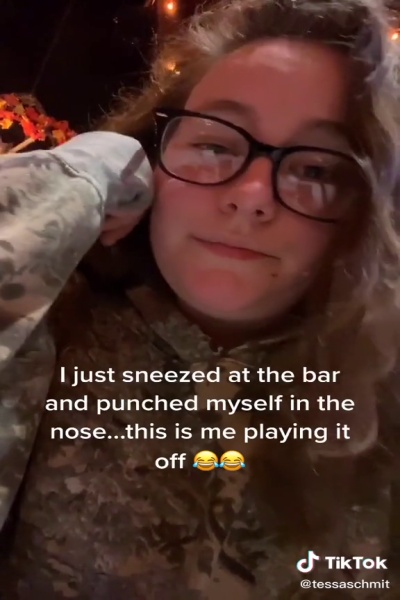 I just sneezed at the bar
and punched myself in the
nose...this is me playing it
off 😂😂
TikTok
@tessaschmit